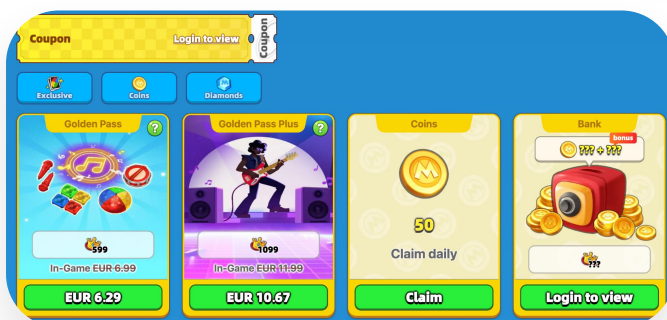 Coupon
Login to view
Coupon
Exclusive
Coins
Diamonds
Golden Pass
?
599
In-Game EUR 6.99
EUR 6.29
Golden Pass Plus
?
1099
In-Game EUR 11.99
EUR 10.67
Coins
M
50
Claim daily
Claim
Bank
bonus
??? + ???
???
Login to view